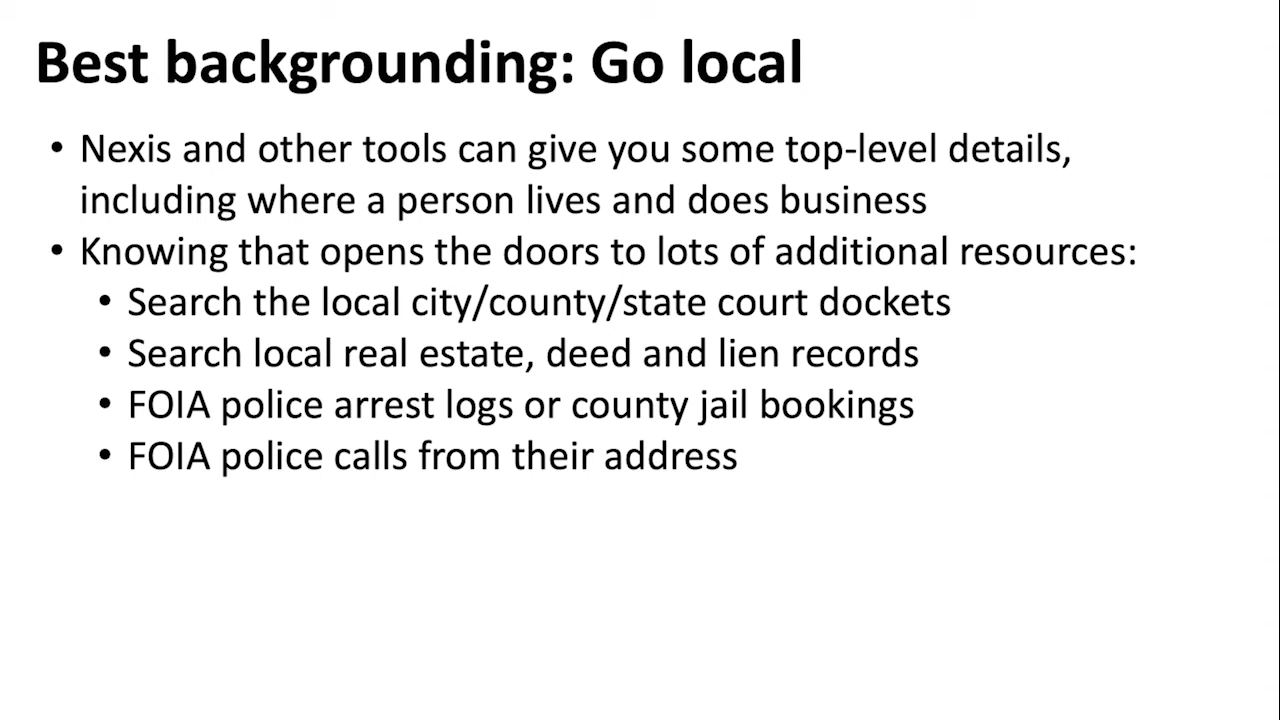 Best backgrounding: Go local
• Nexis and other tools can give you some top-level details,
including where a person lives and does business
• Knowing that opens the doors to lots of additional resources:
• Search the local city/county/state court dockets
• Search local real estate, deed and lien records
• FOIA police arrest logs or county jail bookings
• FOIA police calls from their address